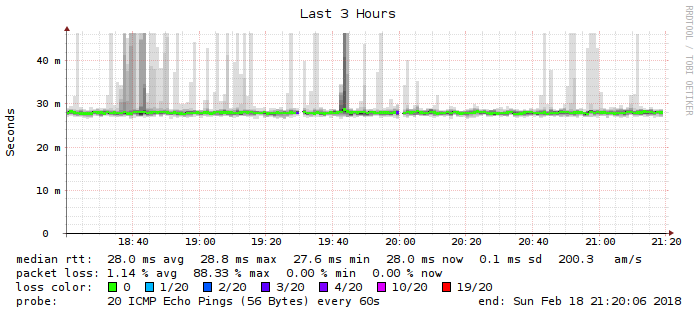 Last 3 Hours
RRDTOOL / TOBI OETIKER
Seconds
40 m
30 m
20 m
10 m
0
18:40 19:00 19:20 19:40 20:00 20:20 20:40 21:00 21:20
median rtt: 28.0 ms avg 28.8 ms max 27.6 ms min 28.0 ms now 0.1 ms sd 200.3 am/s
packet loss: 1.14 % avg 88.33 % max 0.00 % min 0.00 % now
loss color: 0 1/20 2/20 3/20 4/20 10/20 19/20
probe: 20 ICMP Echo Pings (56 Bytes) every 60s end: Sun Feb 18 21:20:06 2018